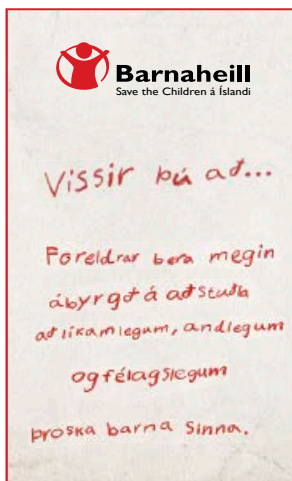 Barnaheill
Save the Children á Íslandi
Vissir þú að...
Foreldrar bera megin
ábyrgð á að stuðla
að líkamlegum, andlegum
og félagslegum
þroska barna sinna.